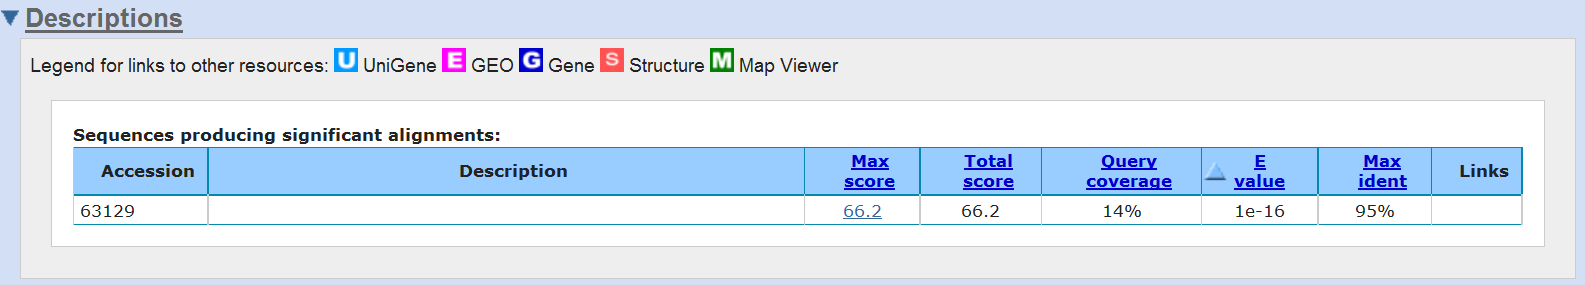 Descriptions
Legend for links to other resources: U UniGene E GEO G Gene S Structure M Map Viewer
Sequences producing significant alignments:
Accession Description Max score Total score Query coverage E value Max ident Links
63129 66.2 66.2 14% 1e-16 95%